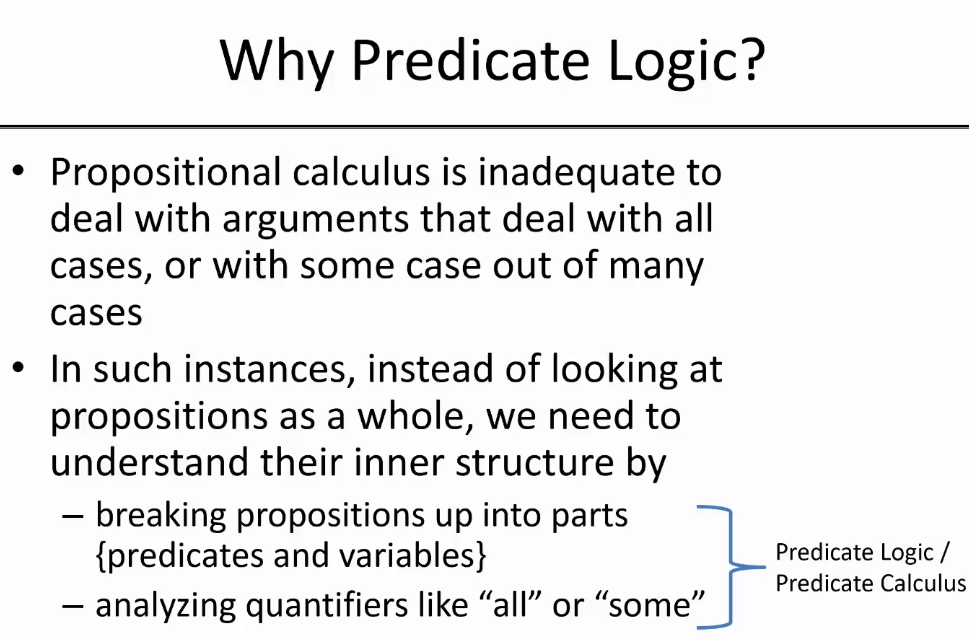 Why Predicate Logic?
• Propositional calculus is inadequate to
deal with arguments that deal with all
cases, or with some case out of many
cases
• In such instances, instead of looking at
propositions as a whole, we need to
understand their inner structure by
– breaking propositions up into parts
{predicates and variables}
– analyzing quantifiers like “all” or “some”
Predicate Logic /
Predicate Calculus